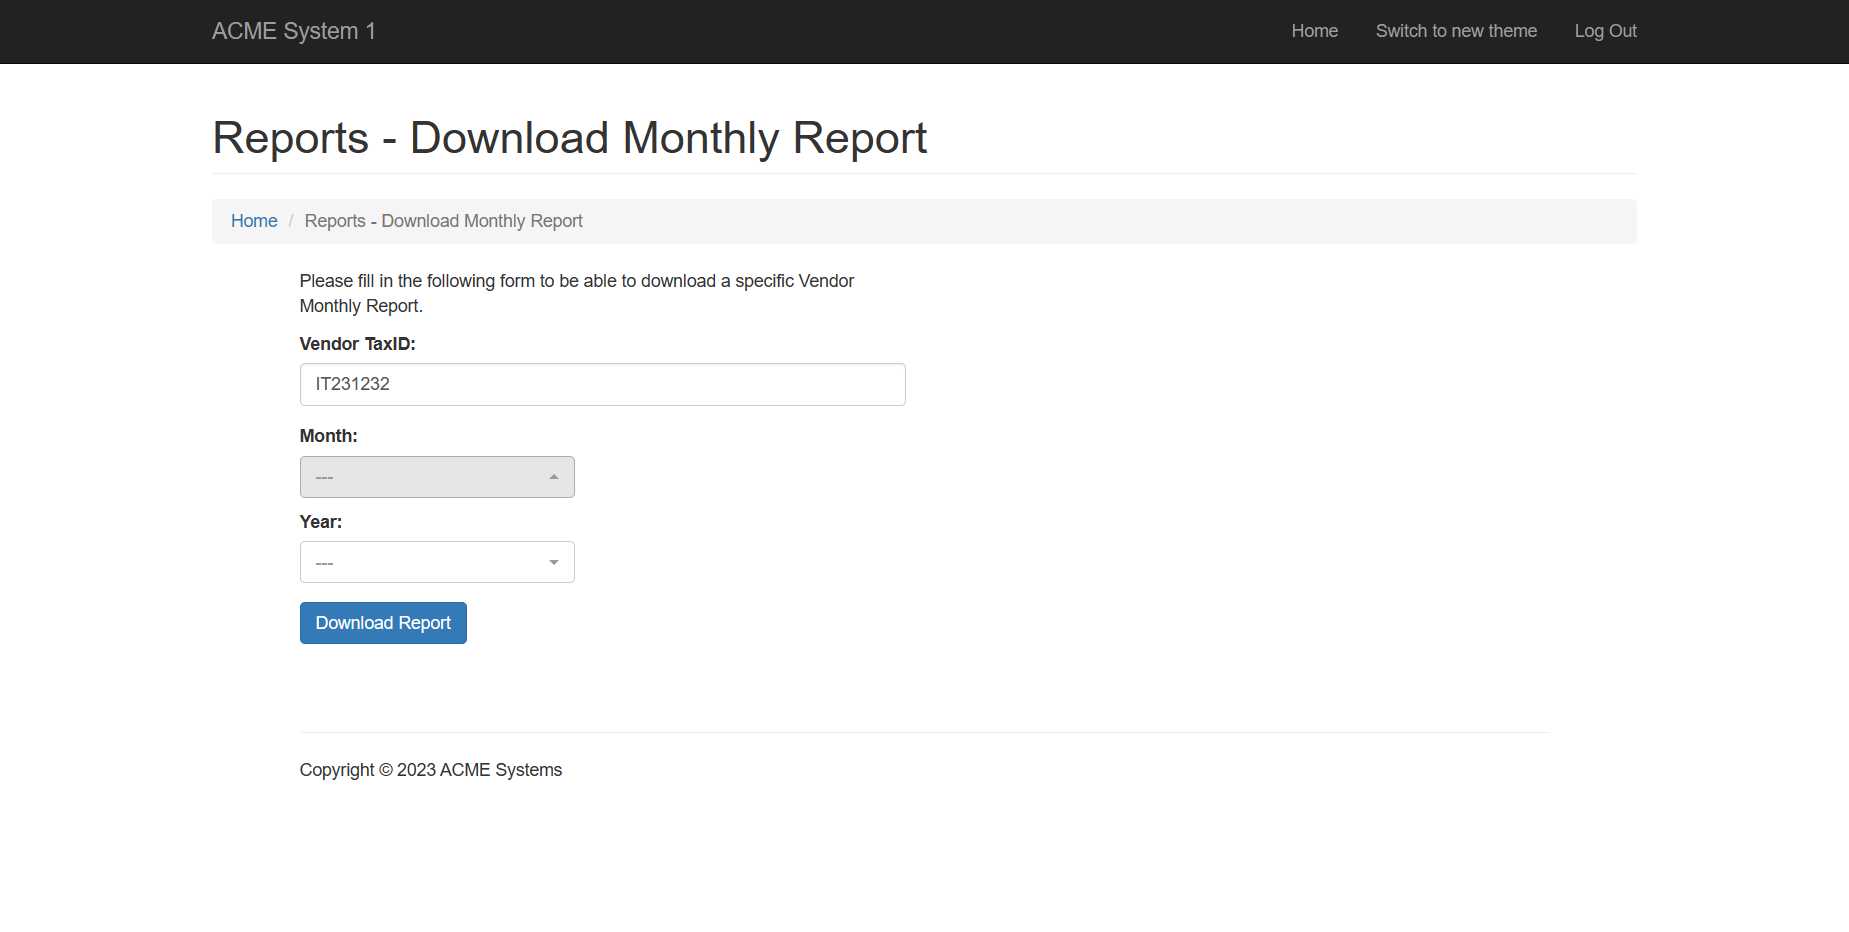 ACME System 1
Home
Switch to new theme
Log Out
Reports - Download Monthly Report
Home / Reports - Download Monthly Report
Please fill in the following form to be able to download a specific Vendor
Monthly Report.
Vendor TaxID:
IT231232
Month:
---
Year:
---
Download Report
Copyright © 2023 ACME Systems